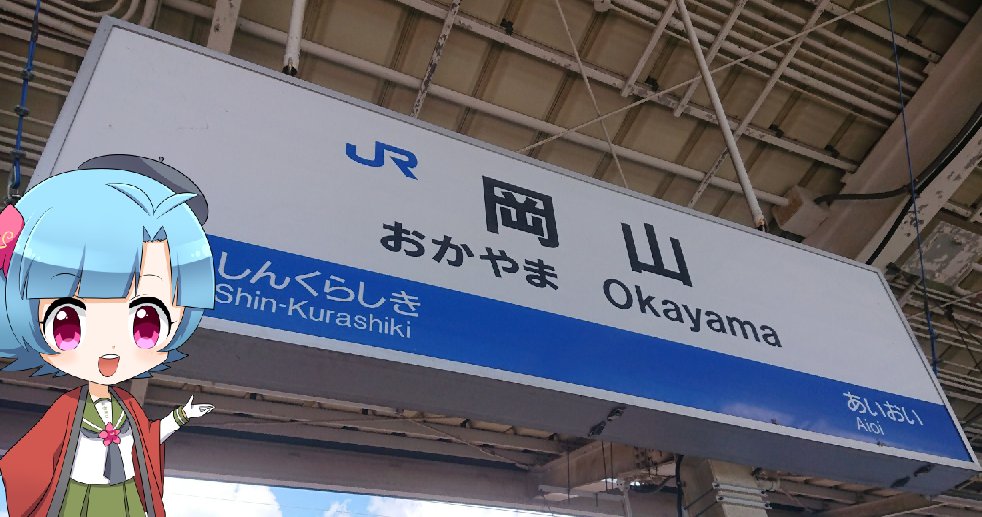 JR
岡山
おかやま Okayama
しんくらしき
Shin-Kurashiki
あいおい
Aioi